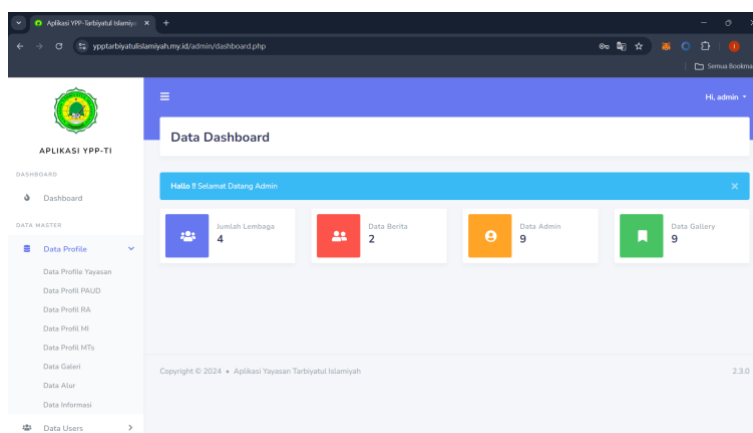 Aplikasi YPP-Tarbiyatul Islamiya
ypptarbiyatulislamiyah.my.id/admin/dashboard.php
Semua Bookma
APLIKASI YPP-TI
Hi, admin
Data Dashboard
DASHBOARD
Dashboard
Hallo !! Selamat Datang Admin
DATA MASTER
Data Profile
Data Profile Yayasan
Data Profil PAUD
Data Profil RA
Data Profil MI
Data Profil MTs
Data Galeri
Data Alur
Data Informasi
Data Users
Jumlah Lembaga
4
Data Berita
2
Data Admin
9
Data Gallery
9
Copyright © 2024 • Aplikasi Yayasan Tarbiyatul Islamiyah
2.3.0